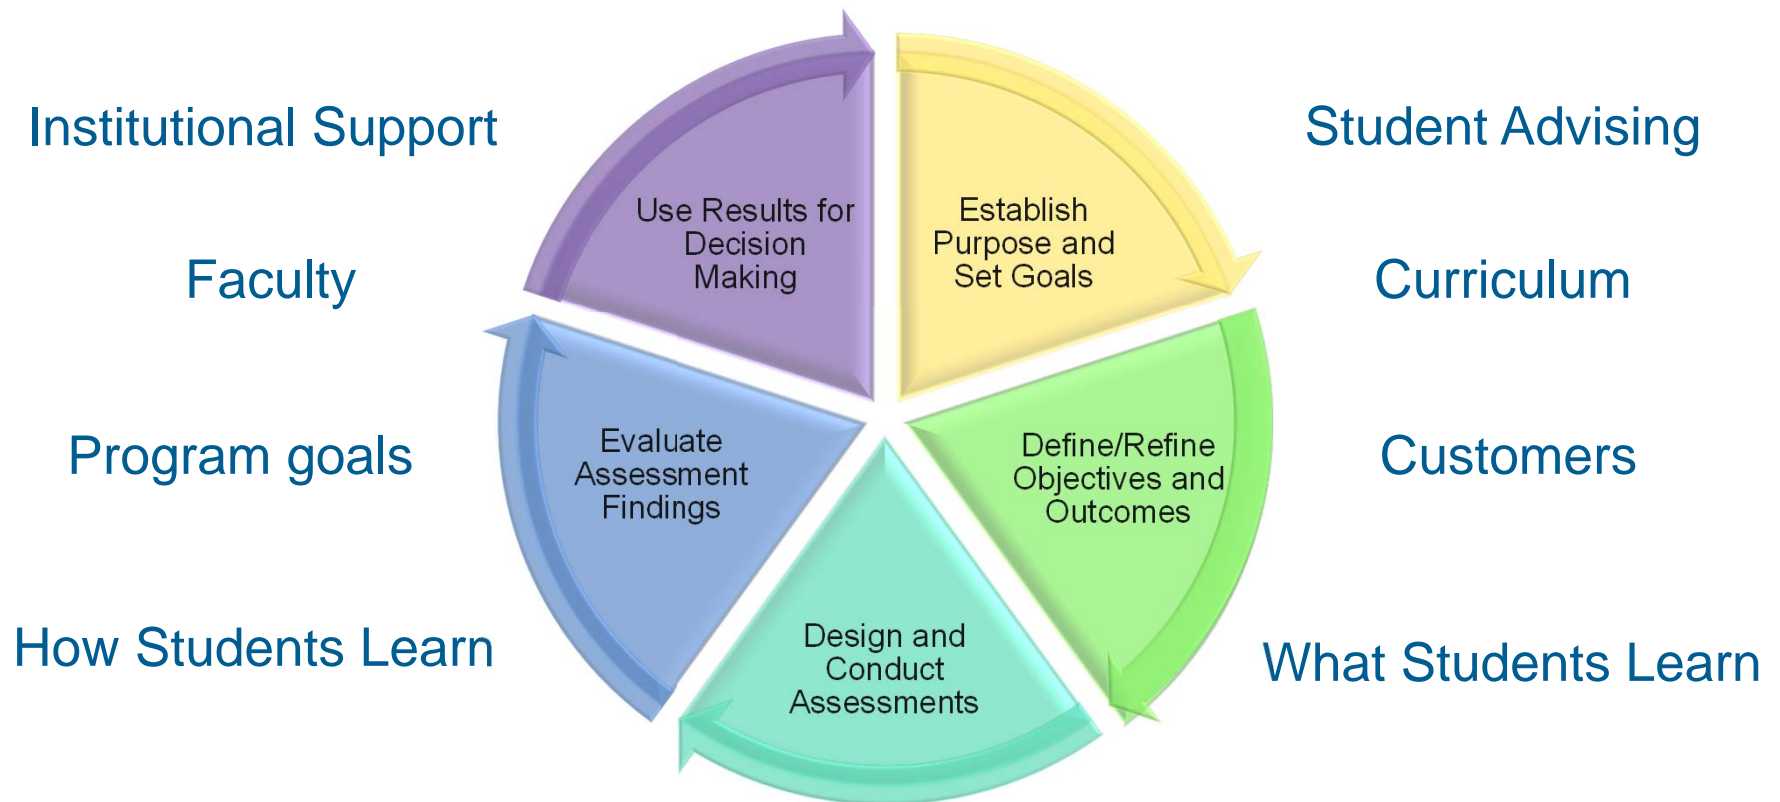 Institutional Support
Faculty
Program goals
How Students Learn
Use Results for
Decision
Making
Establish
Purpose and
Set Goals
Evaluate
Assessment
Findings
Define/Refine
Objectives and
Outcomes
Design and
Conduct
Assessments
Student Advising
Curriculum
Customers
What Students Learn